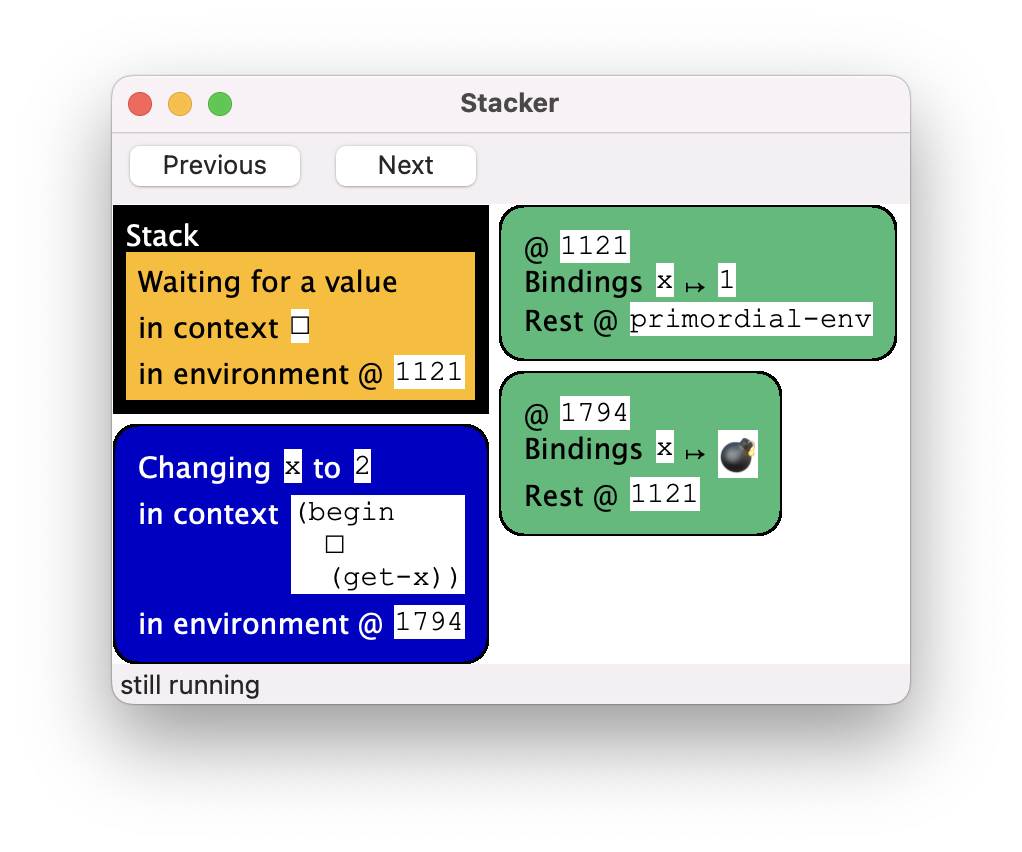 Stacker
Previous
Next
Stack
Waiting for a value
in context □
in environment @ 1121
Changing x to 2
in context (begin
  □
  (get-x))
in environment @ 1794
@ 1121
Bindings x ↦ 1
Rest @ primordial-env
@ 1794
Bindings x ↦ 💣
Rest @ 1121
still running